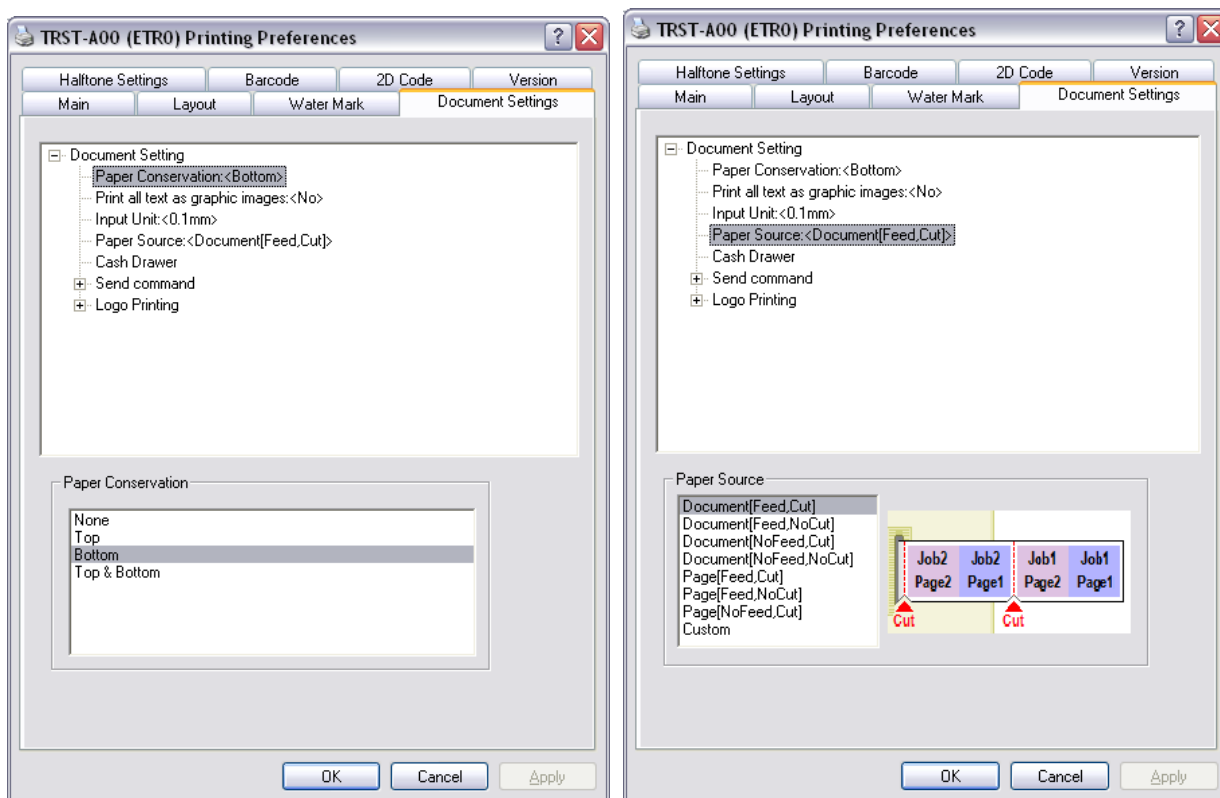 TRST-A00 (ETR0) Printing Preferences
Halftone Settings Barcode 2D Code Version
Main Layout Water Mark Document Settings
Document Setting
Paper Conservation:<Bottom>
Print all text as graphic images:<No>
Input Unit:<0.1mm>
Paper Source:<Document[Feed,Cut]>
Cash Drawer
Send command
Logo Printing
Paper Conservation
None
Top
Bottom
Top & Bottom
OK Cancel Apply
TRST-A00 (ETR0) Printing Preferences
Halftone Settings Barcode 2D Code Version
Main Layout Water Mark Document Settings
Document Setting
Paper Conservation:<Bottom>
Print all text as graphic images:<No>
Input Unit:<0.1mm>
Paper Source:<Document[Feed,Cut]>
Cash Drawer
Send command
Logo Printing
Paper Source
Document[Feed,Cut]
Document[Feed,NoCut]
Document[NoFeed,Cut]
Document[NoFeed,NoCut]
Page[Feed,Cut]
Page[Feed,NoCut]
Page[NoFeed,Cut]
Custom
Job2 Job2 Job1 Job1
Page2 Page1 Page2 Page1
Cut Cut
OK Cancel Apply